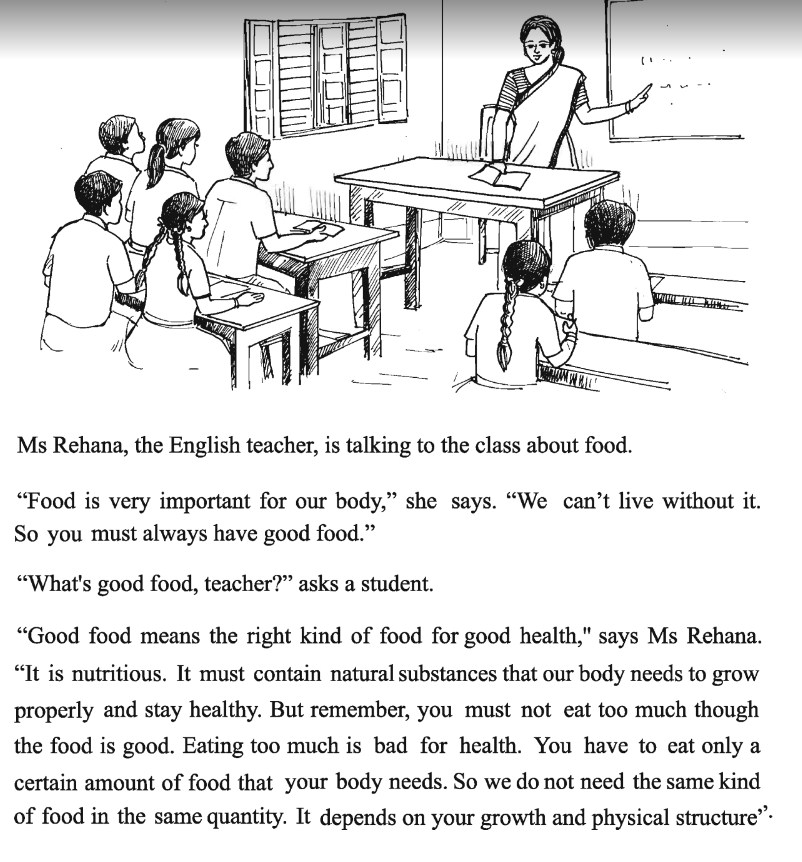 Ms Rehana, the English teacher, is talking to the class about food.
“Food is very important for our body,” she says. “We can’t live without it.
So you must always have good food.”
“What's good food, teacher?” asks a student.
“Good food means the right kind of food for good health," says Ms Rehana.
“It is nutritious. It must contain natural substances that our body needs to grow
properly and stay healthy. But remember, you must not eat too much though
the food is good. Eating too much is bad for health. You have to eat only a
certain amount of food that your body needs. So we do not need the same kind
of food in the same quantity. It depends on your growth and physical structure”.